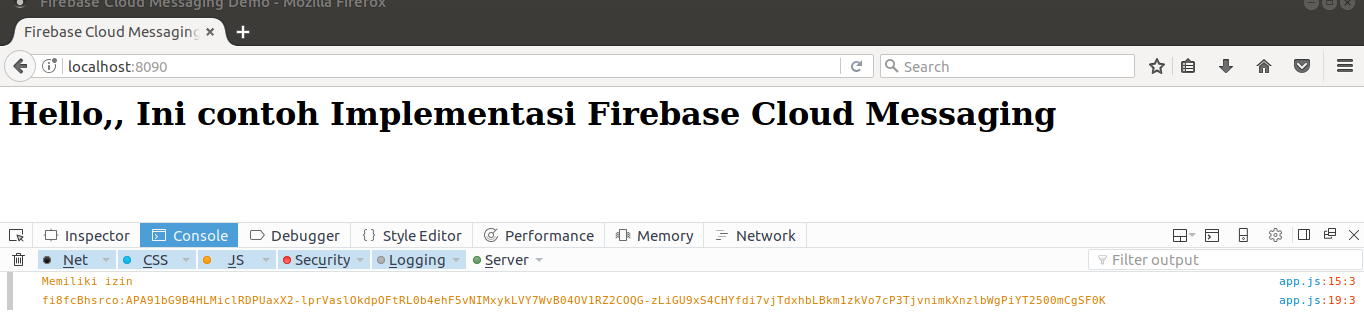 Firebase Cloud Messaging Demo - Mozilla Firefox
Firebase Cloud Messaging
localhost:8090
Search
Hello,, Ini contoh Implementasi Firebase Cloud Messaging
Inspector Console Debugger Style Editor Performance Memory Network
Net CSS JS Security Logging Server Filter output
Memiliki izin app.js:15:3
fi8fcBhsrco:APA91bG9B4HLMiclRDPUaxX2-lprVaslOkdpOFtRL0b4ehF5vNIMxykLVY7WvB04OV1RZ2COQG-zLiGU9xS4CHYfdi7vjTdxhbLBkm1zkVo7cP3TjvnimkXnzlbWgPiYT2500mCgSF0K app.js:19:3